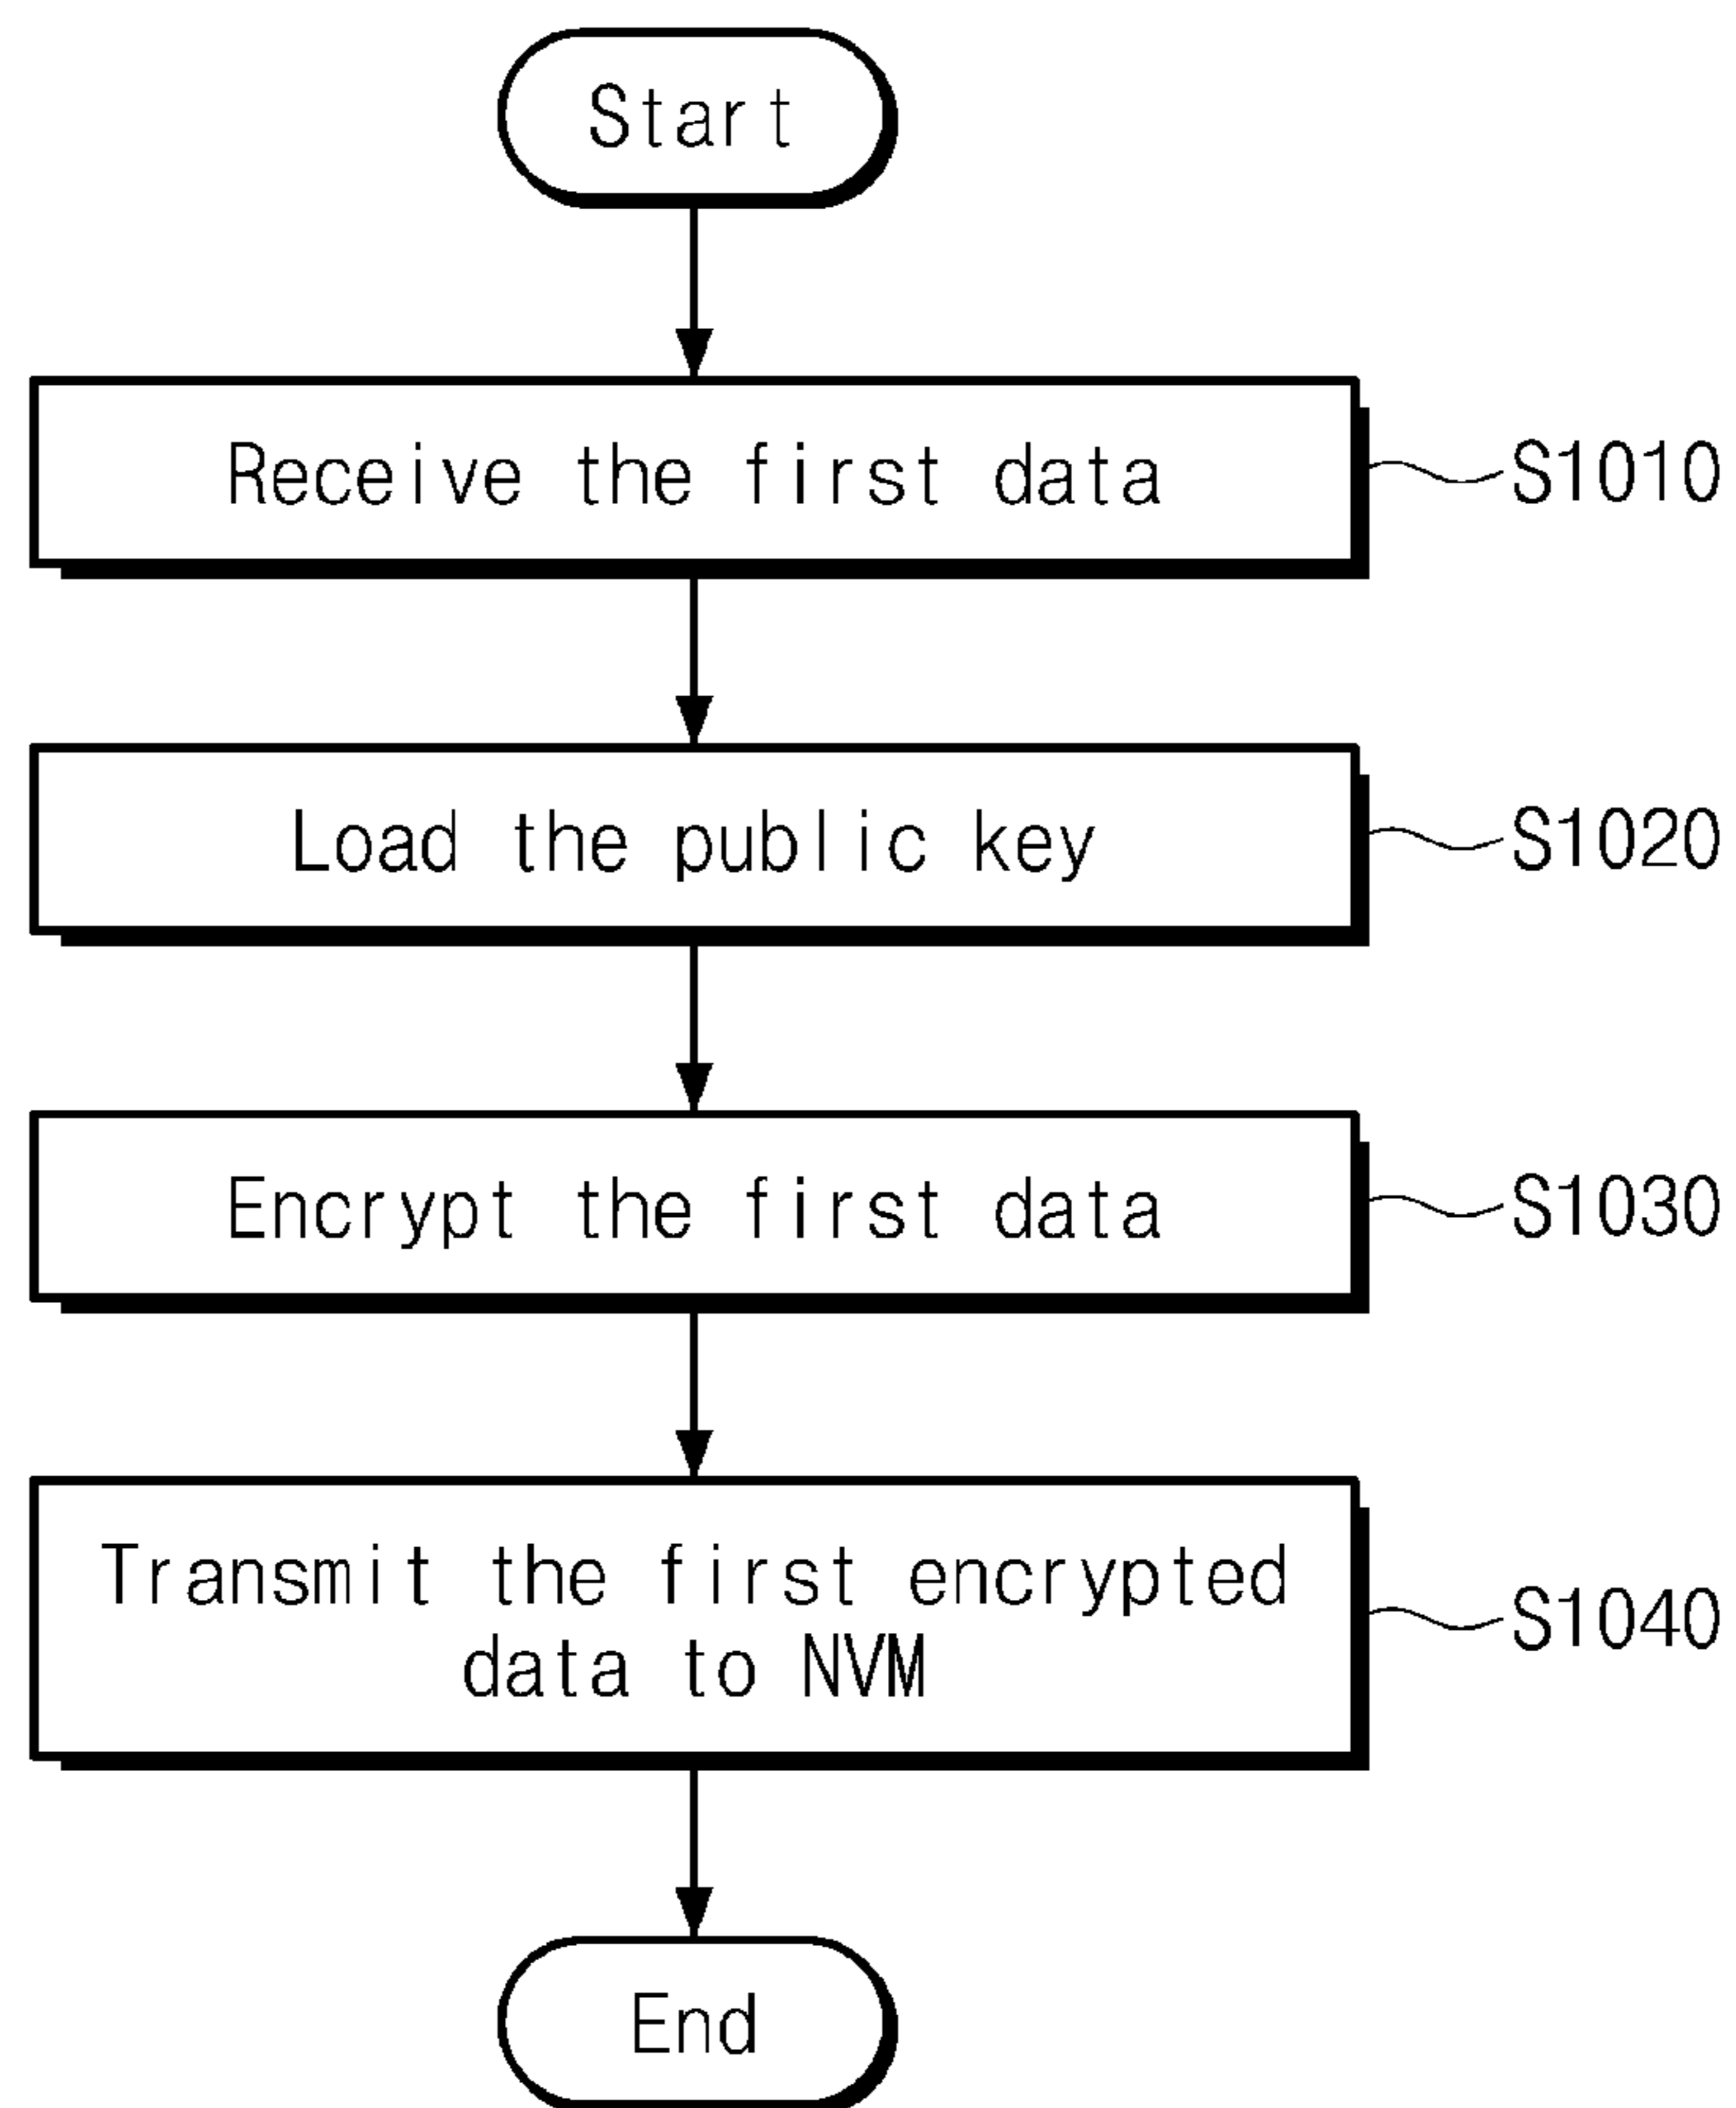 Start
Receive the first data
S1010
Load the public key
S1020
Encrypt the first data
S1030
Transmit the first encrypted
data to NVM
S1040
End